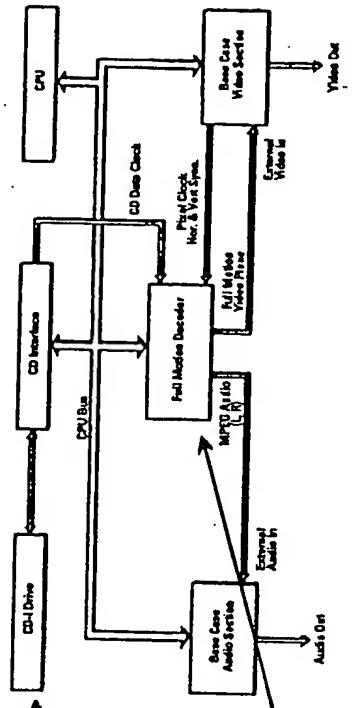 CPU
CD Interface
CD-I Drive
CD Data Clock
CPU Bus
Base Case
Video Section
Pixel Clock
Hor. & Vert Sync.
Full Motion Decoder
Full Motion
Video Plane
External
Video In
Video Out
MPEG Audio
(L, R)
External
Audio In
Base Case
Audio Section
Audio Out